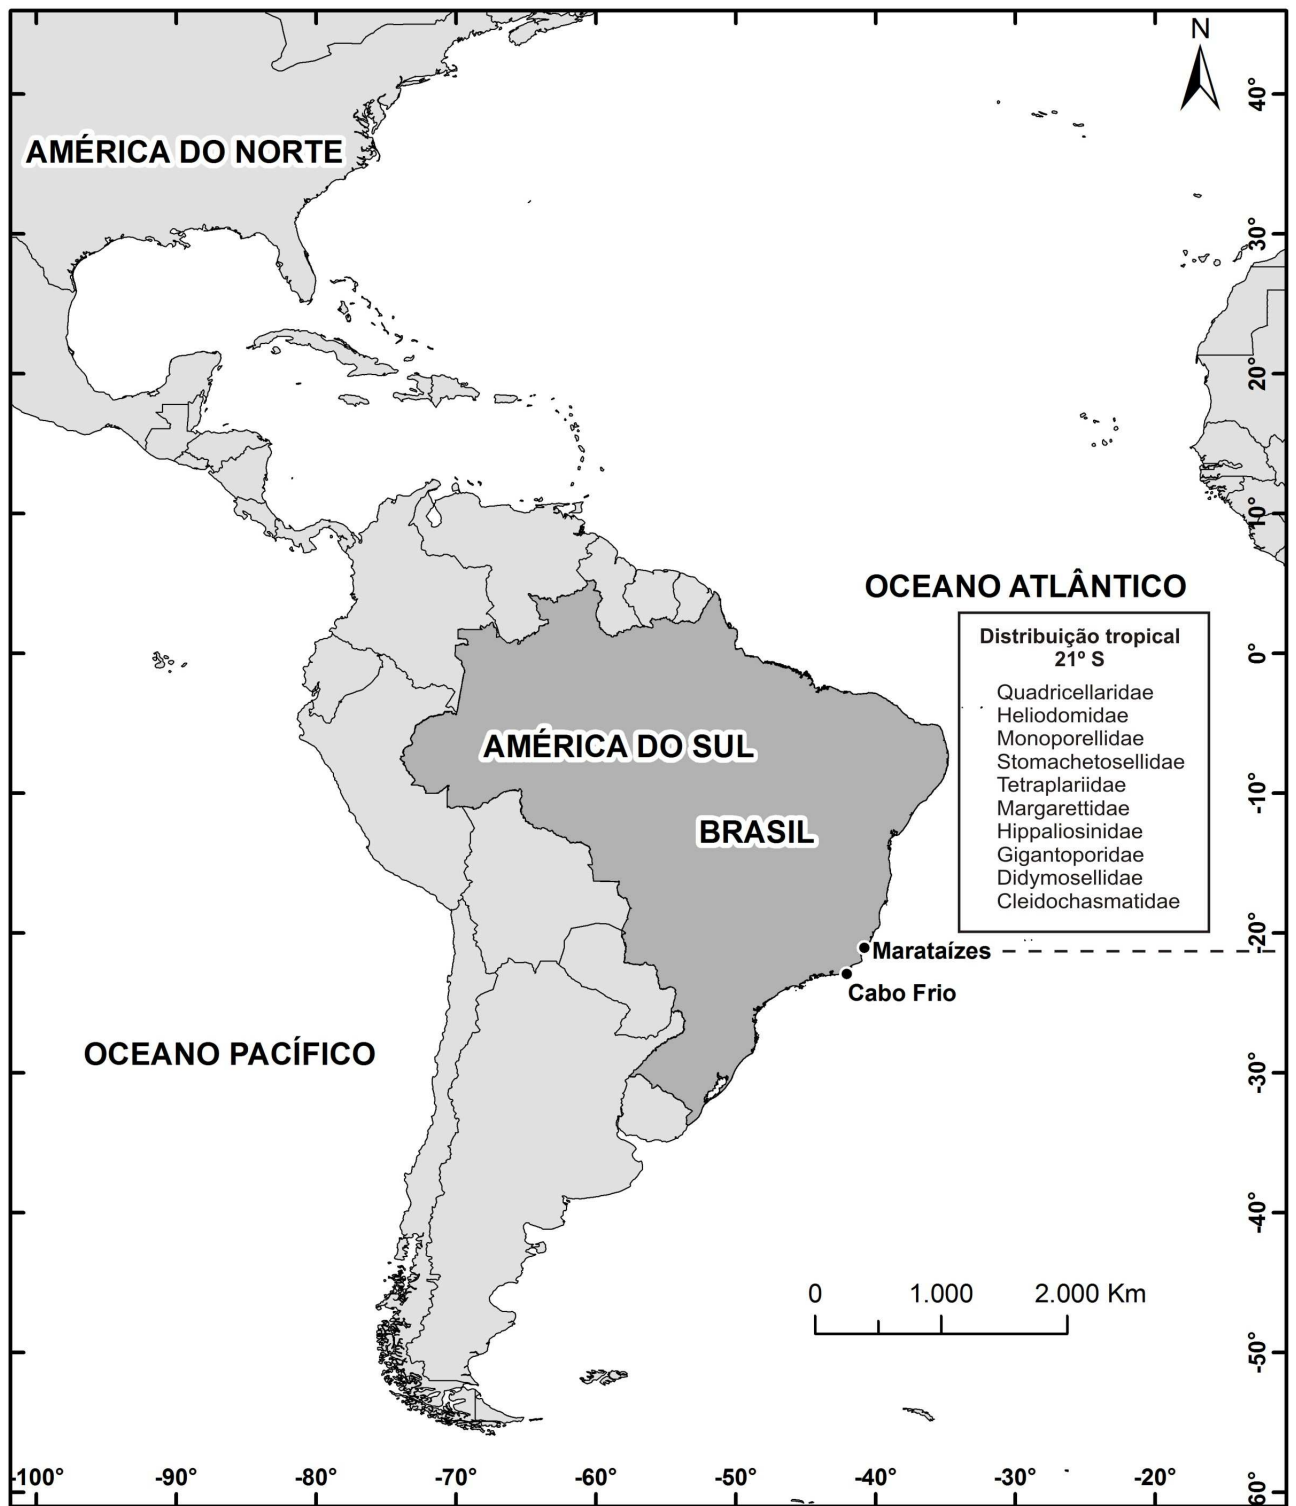 N
AMÉRICA DO NORTE
40°
30°
20°
10°
OCEANO ATLÂNTICO
Distribuição tropical
21º S
Quadricellaridae
Heliodomidae
Monoporellidae
Stomachetosellidae
Tetraplariidae
Margarettidae
Hippaliosinidae
Gigantoporidae
Didymosellidae
Cleidochasmatidae
0°
AMÉRICA DO SUL
-10°
BRASIL
-20°
Marataízes
Cabo Frio
OCEANO PACÍFICO
-30°
-40°
0 1.000 2.000 Km
-50°
-100° -90° -80° -70° -60° -50° -40° -30° -20°
-60°